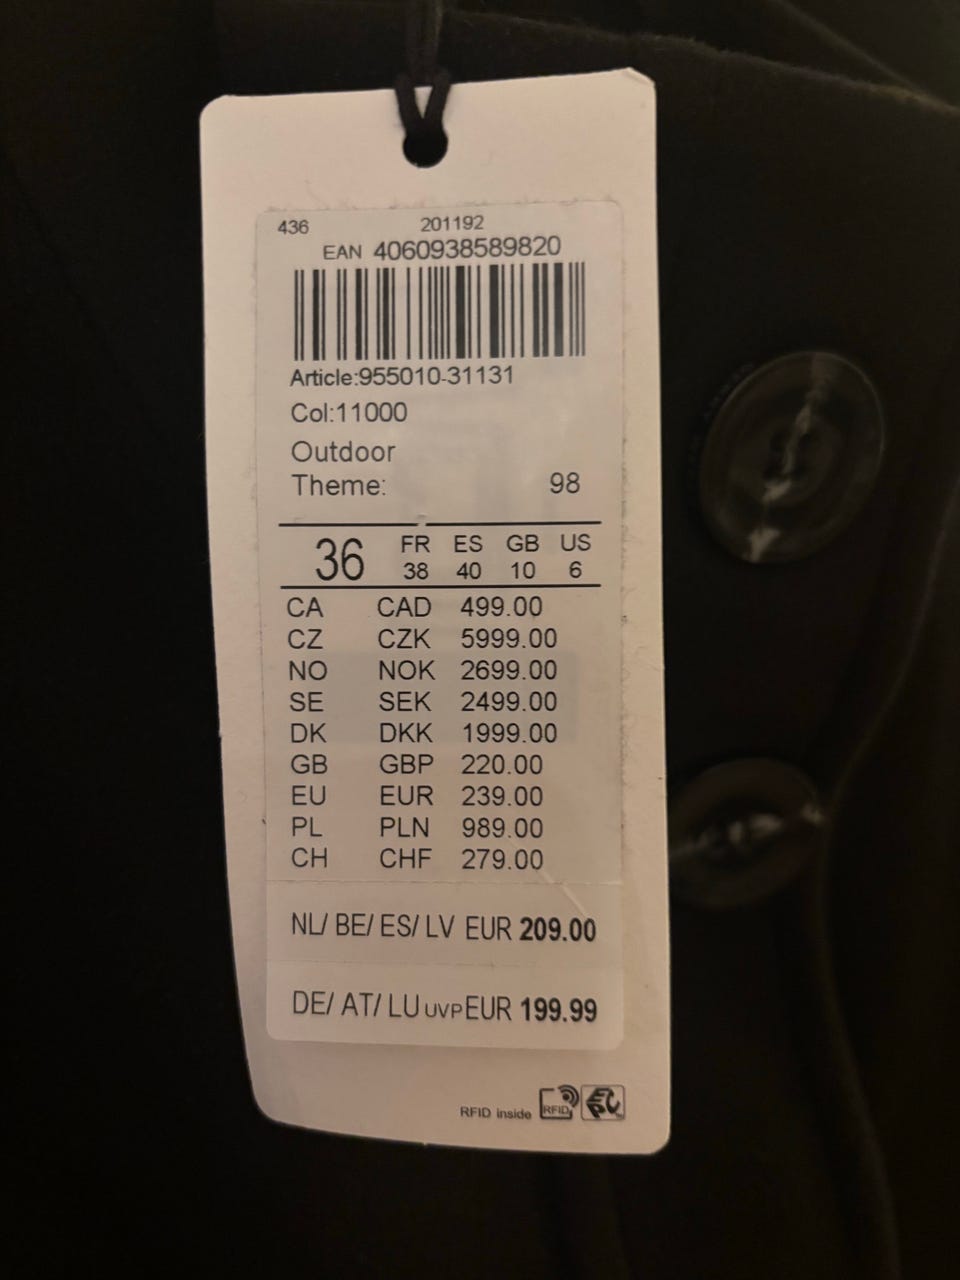 436 201192
EAN 4060938589820
Article:955010-31131
Col:11000
Outdoor
Theme: 98
36 FR ES GB US
38 40 10 6
CA CAD 499.00
CZ CZK 5999.00
NO NOK 2699.00
SE SEK 2499.00
DK DKK 1999.00
GB GBP 220.00
EU EUR 239.00
PL PLN 989.00
CH CHF 279.00
NL/ BE/ ES/ LV EUR 209.00
DE/ AT/ LU UVP EUR 199.99
RFID inside RFID EPC